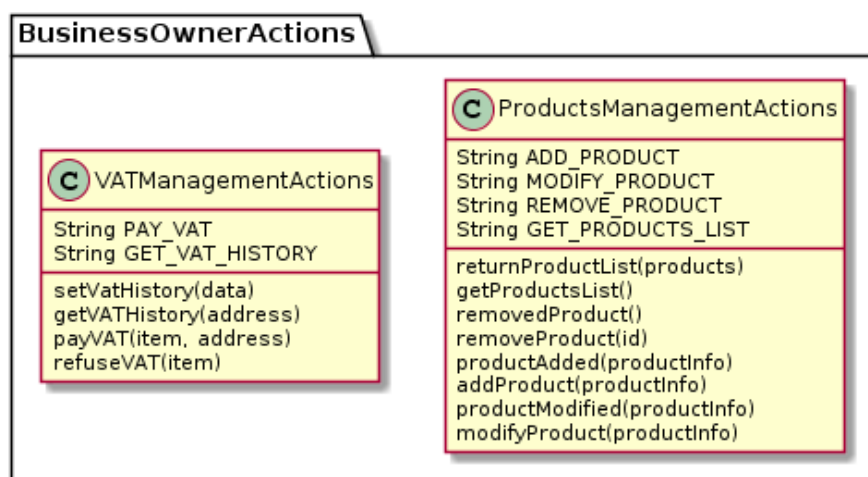 BusinessOwnerActions
C VATManagementActions
String PAY_VAT
String GET_VAT_HISTORY
setVatHistory(data)
getVATHistory(address)
payVAT(item, address)
refuseVAT(item)
C ProductsManagementActions
String ADD_PRODUCT
String MODIFY_PRODUCT
String REMOVE_PRODUCT
String GET_PRODUCTS_LIST
returnProductList(products)
getProductsList()
removedProduct()
removeProduct(id)
productAdded(productInfo)
addProduct(productInfo)
productModified(productInfo)
modifyProduct(productInfo)